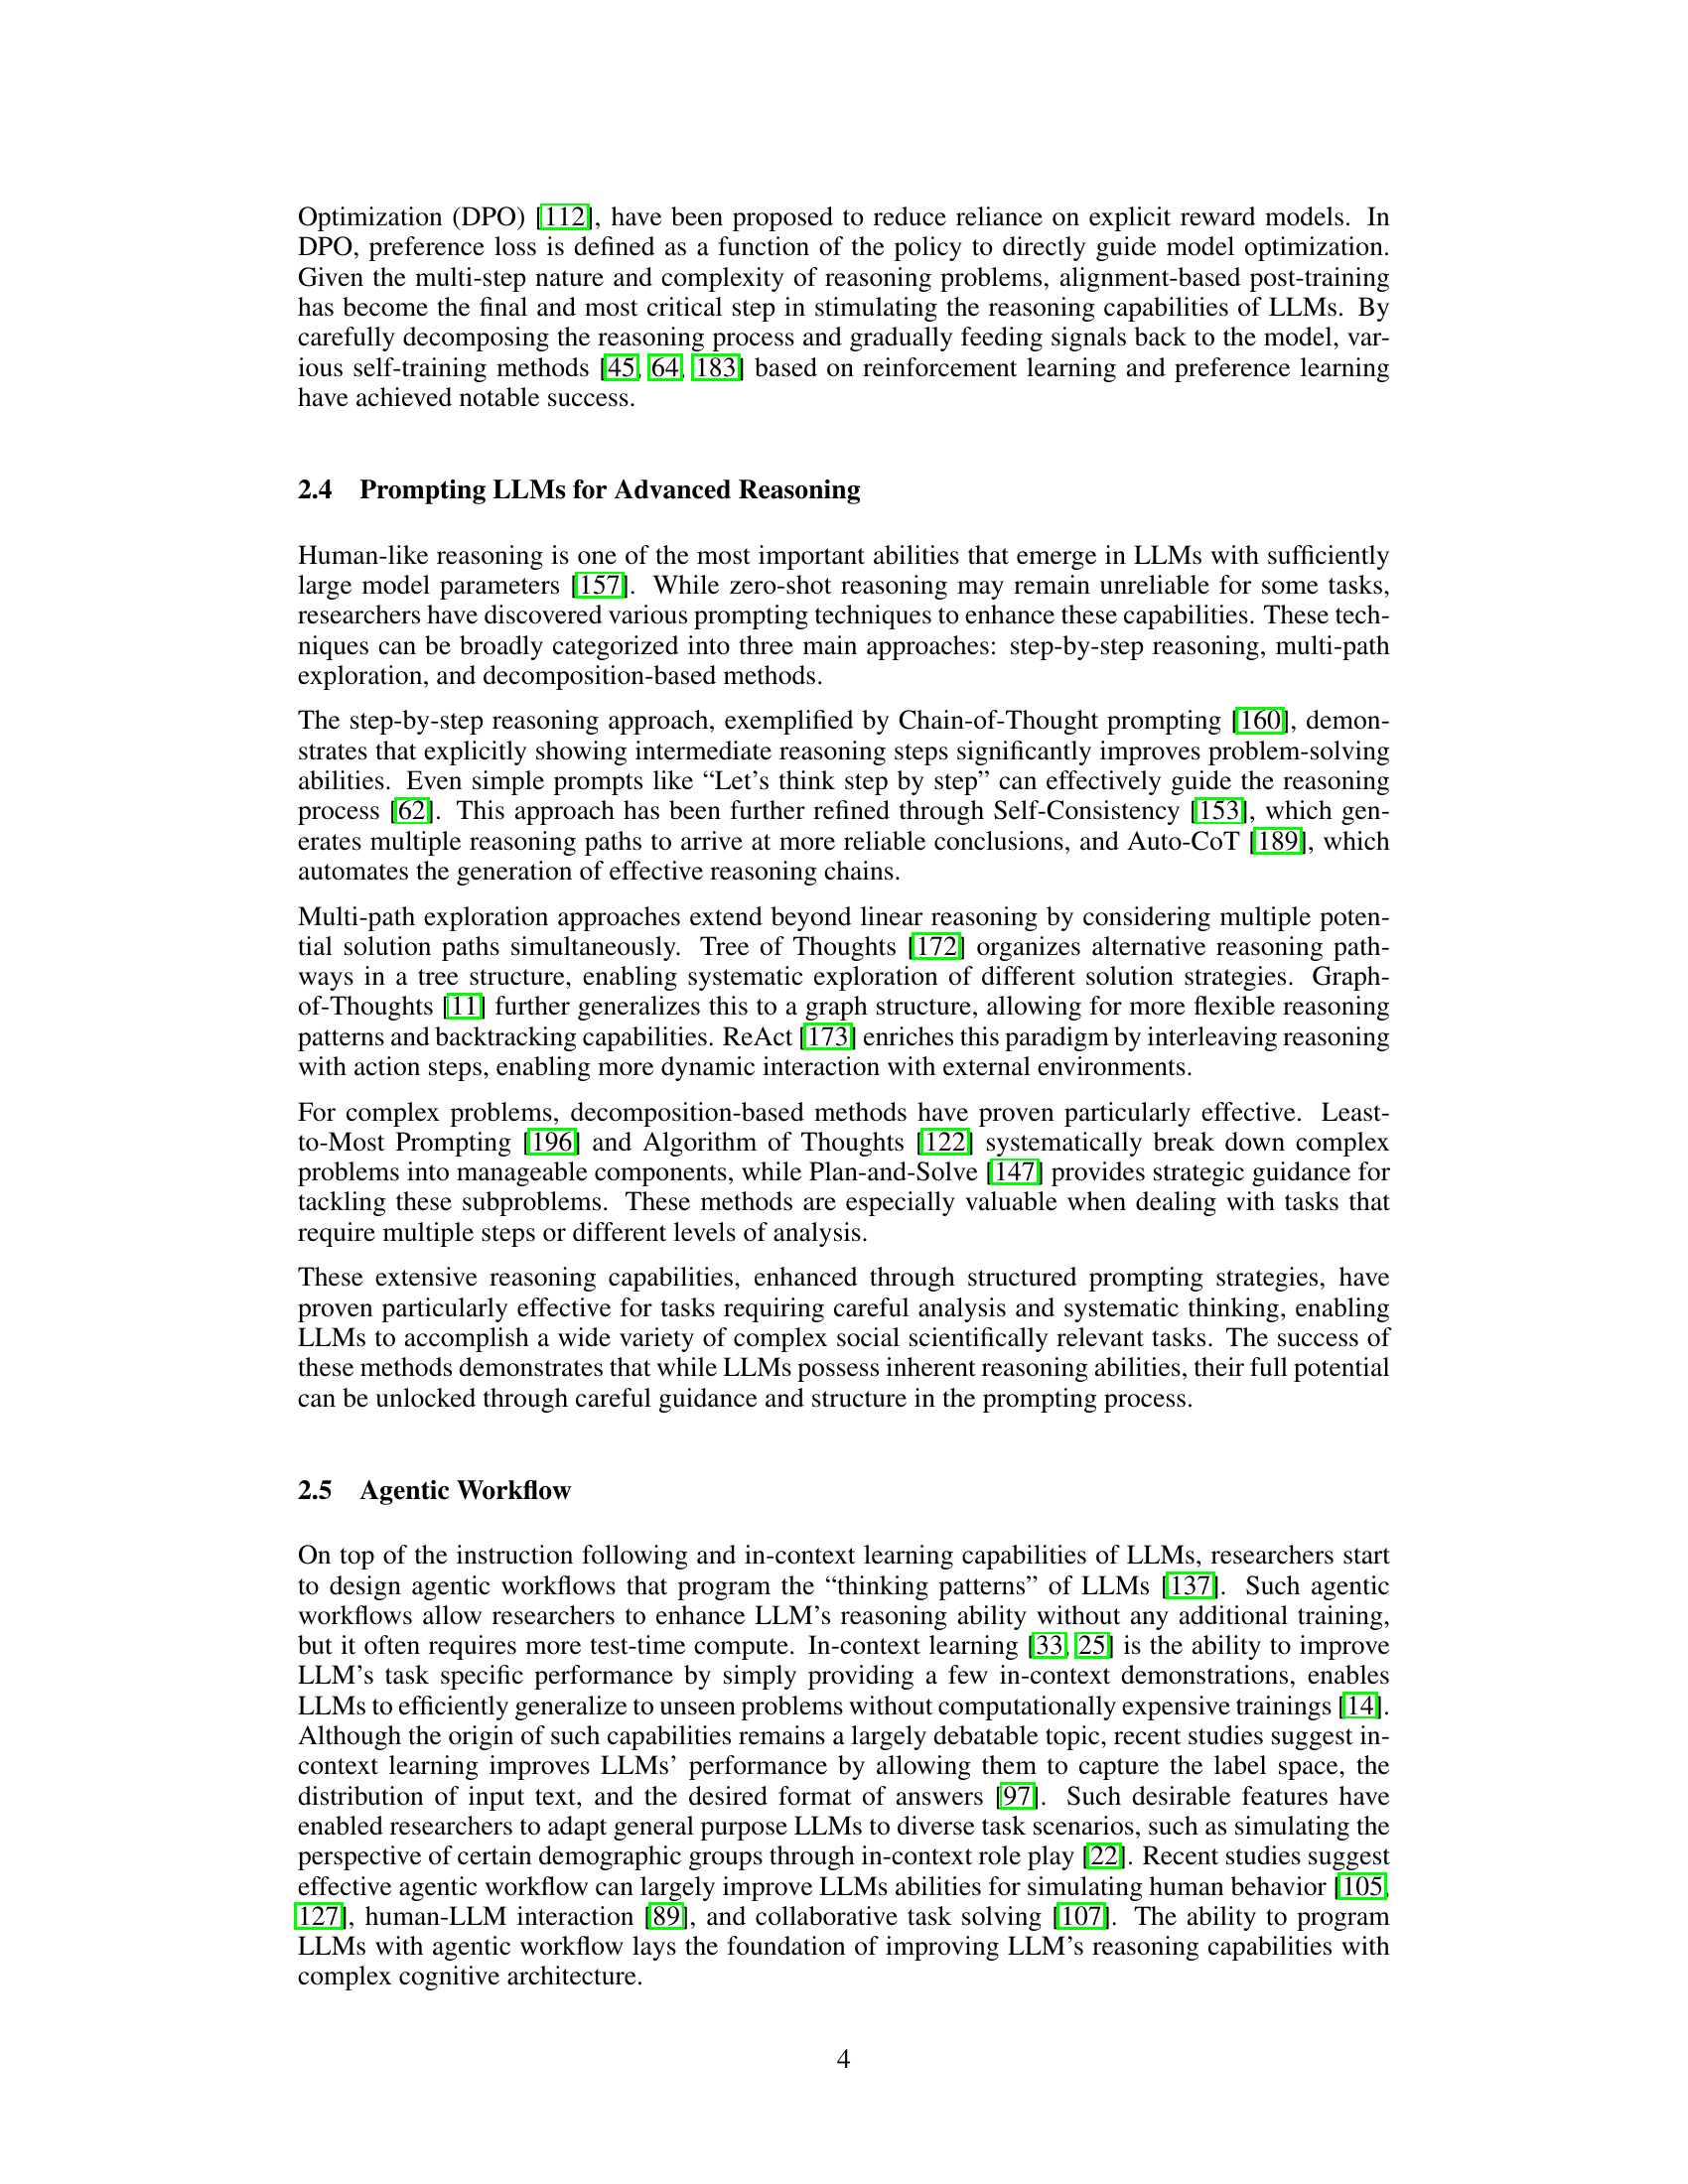 Optimization (DPO) [112], have been proposed to reduce reliance on explicit reward models. In
DPO, preference loss is defined as a function of the policy to directly guide model optimization.
Given the multi-step nature and complexity of reasoning problems, alignment-based post-training
has become the final and most critical step in stimulating the reasoning capabilities of LLMs. By
carefully decomposing the reasoning process and gradually feeding signals back to the model, var-
ious self-training methods [45, 64, 183] based on reinforcement learning and preference learning
have achieved notable success.
2.4 Prompting LLMs for Advanced Reasoning
Human-like reasoning is one of the most important abilities that emerge in LLMs with sufficiently
large model parameters [157]. While zero-shot reasoning may remain unreliable for some tasks,
researchers have discovered various prompting techniques to enhance these capabilities. These tech-
niques can be broadly categorized into three main approaches: step-by-step reasoning, multi-path
exploration, and decomposition-based methods.
The step-by-step reasoning approach, exemplified by Chain-of-Thought prompting [160], demon-
strates that explicitly showing intermediate reasoning steps significantly improves problem-solving
abilities. Even simple prompts like “Let’s think step by step” can effectively guide the reasoning
process [62]. This approach has been further refined through Self-Consistency [153], which gen-
erates multiple reasoning paths to arrive at more reliable conclusions, and Auto-CoT [189], which
automates the generation of effective reasoning chains.
Multi-path exploration approaches extend beyond linear reasoning by considering multiple poten-
tial solution paths simultaneously. Tree of Thoughts [172] organizes alternative reasoning path-
ways in a tree structure, enabling systematic exploration of different solution strategies. Graph-
of-Thoughts [11] further generalizes this to a graph structure, allowing for more flexible reasoning
patterns and backtracking capabilities. ReAct [173] enriches this paradigm by interleaving reasoning
with action steps, enabling more dynamic interaction with external environments.
For complex problems, decomposition-based methods have proven particularly effective. Least-
to-Most Prompting [196] and Algorithm of Thoughts [122] systematically break down complex
problems into manageable components, while Plan-and-Solve [147] provides strategic guidance for
tackling these subproblems. These methods are especially valuable when dealing with tasks that
require multiple steps or different levels of analysis.
These extensive reasoning capabilities, enhanced through structured prompting strategies, have
proven particularly effective for tasks requiring careful analysis and systematic thinking, enabling
LLMs to accomplish a wide variety of complex social scientifically relevant tasks. The success of
these methods demonstrates that while LLMs possess inherent reasoning abilities, their full potential
can be unlocked through careful guidance and structure in the prompting process.
2.5 Agentic Workflow
On top of the instruction following and in-context learning capabilities of LLMs, researchers start
to design agentic workflows that program the “thinking patterns” of LLMs [137]. Such agentic
workflows allow researchers to enhance LLM’s reasoning ability without any additional training,
but it often requires more test-time compute. In-context learning [33, 25] is the ability to improve
LLM’s task specific performance by simply providing a few in-context demonstrations, enables
LLMs to efficiently generalize to unseen problems without computationally expensive trainings [14].
Although the origin of such capabilities remains a largely debatable topic, recent studies suggest in-
context learning improves LLMs’ performance by allowing them to capture the label space, the
distribution of input text, and the desired format of answers [97]. Such desirable features have
enabled researchers to adapt general purpose LLMs to diverse task scenarios, such as simulating the
perspective of certain demographic groups through in-context role play [22]. Recent studies suggest
effective agentic workflow can largely improve LLMs abilities for simulating human behavior [105,
127], human-LLM interaction [89], and collaborative task solving [107]. The ability to program
LLMs with agentic workflow lays the foundation of improving LLM’s reasoning capabilities with
complex cognitive architecture.
4